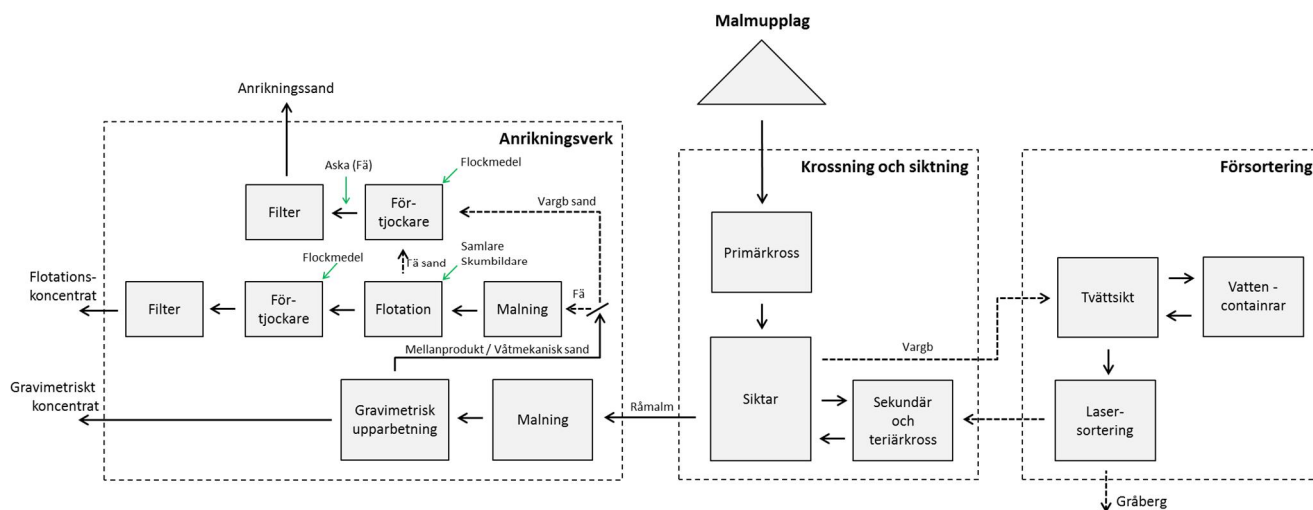 Malmupplag
Anrikningssand
Anrikningsverk
Krossning och siktning
Försortering
Aska (Fä)
Flockmedel
Filter
För-
tjockare
Vargb sand
Primärkross
Flotations-
koncentrat
Flockmedel
Fä sand
Samlare
Skumbildare
Filter
För-
tjockare
Flotation
Malning
Fä
Tvättsikt
Vatten -
containrar
Mellanprodukt / Våtmekanisk sand
Vargb
Gravimetriskt
koncentrat
Gravimetrisk
upparbetning
Malning
Råmalm
Siktar
Sekundär
och
teriärkross
Laser-
sortering
Gråberg